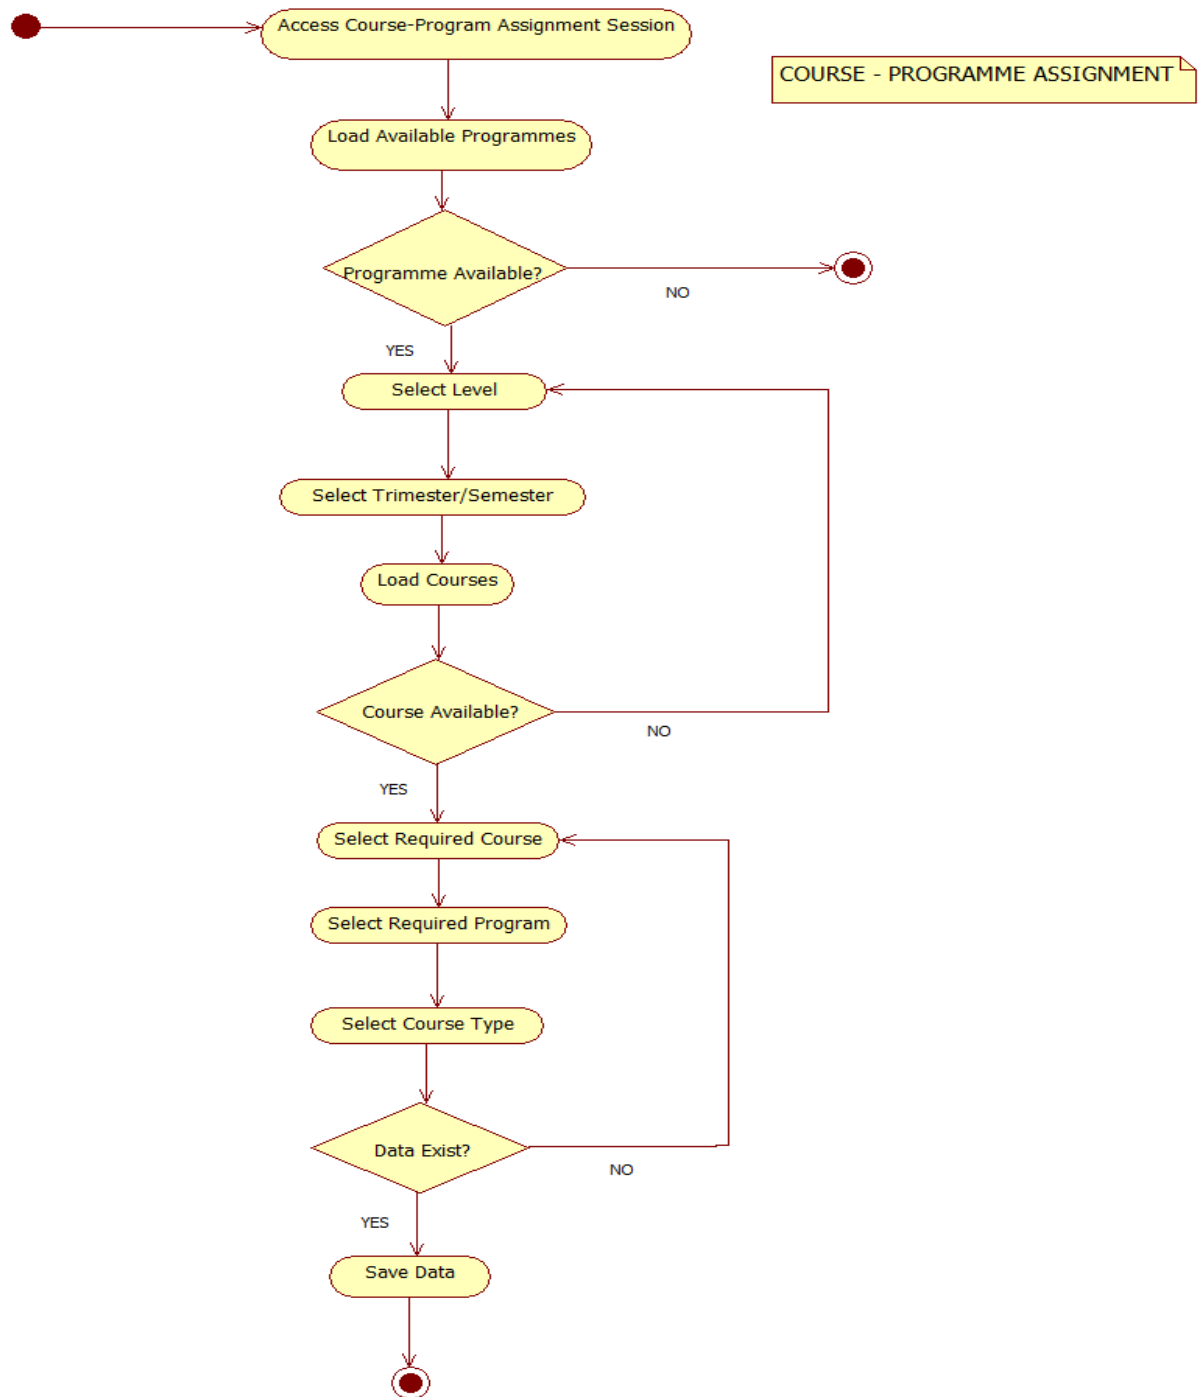 Access Course-Program Assignment Session
COURSE - PROGRAMME ASSIGNMENT
Load Available Programmes
Programme Available?
NO
YES
Select Level
Select Trimester/Semester
Load Courses
Course Available?
NO
YES
Select Required Course
Select Required Program
Select Course Type
Data Exist?
NO
YES
Save Data